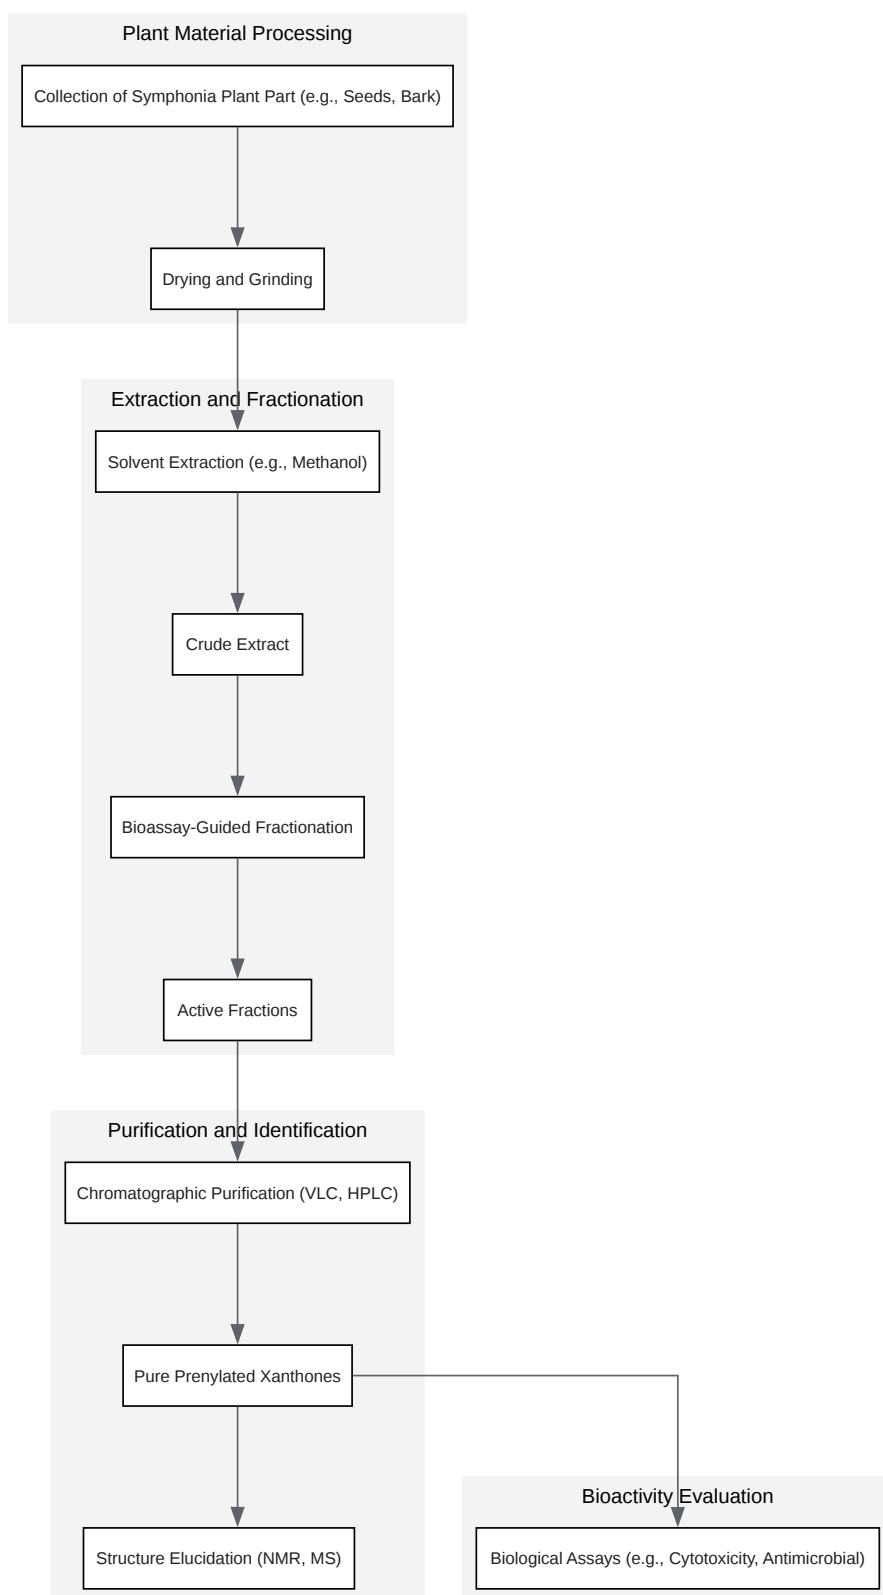 Plant Material Processing
Collection of Symphonia Plant Part (e.g., Seeds, Bark)
Drying and Grinding
Extraction and Fractionation
Solvent Extraction (e.g., Methanol)
Crude Extract
Bioassay-Guided Fractionation
Active Fractions
Purification and Identification
Chromatographic Purification (VLC, HPLC)
Pure Prenylated Xanthones
Structure Elucidation (NMR, MS)
Bioactivity Evaluation
Biological Assays (e.g., Cytotoxicity, Antimicrobial)